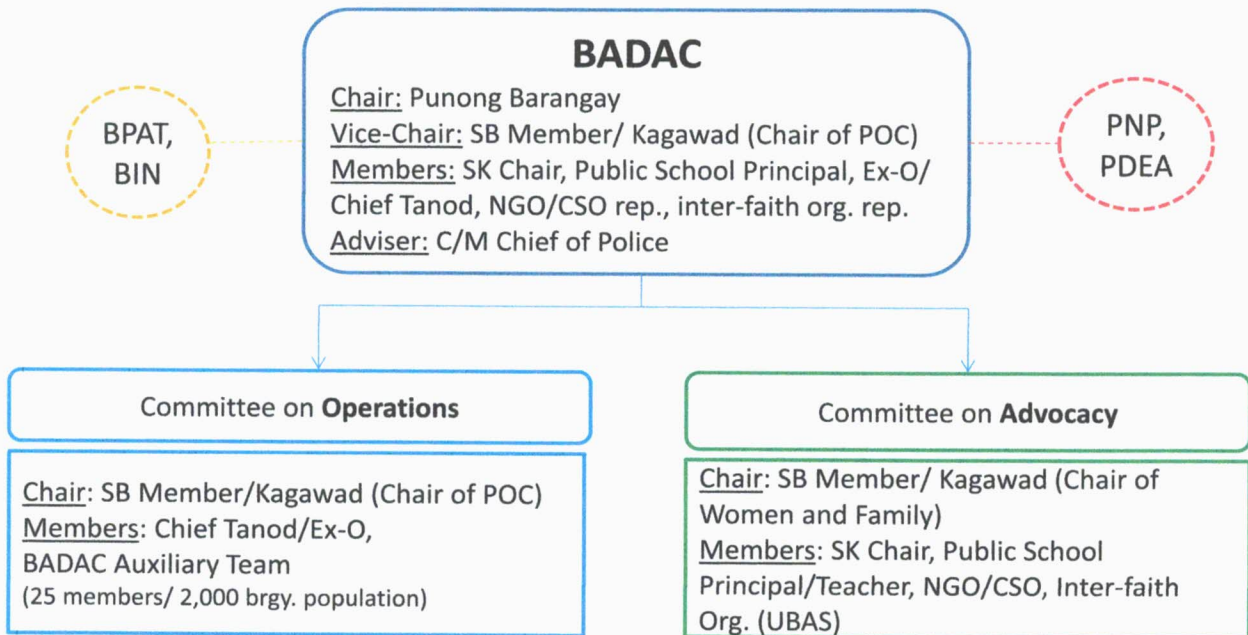 BADAC
Chair: Punong Barangay
Vice-Chair: SB Member/ Kagawad (Chair of POC)
Members: SK Chair, Public School Principal, Ex-O/
Chief Tanod, NGO/CSO rep., inter-faith org. rep.
Adviser: C/M Chief of Police
BPAT,
BIN
PNP,
PDEA
Committee on Operations
Chair: SB Member/Kagawad (Chair of POC)
Members: Chief Tanod/Ex-O,
BADAC Auxiliary Team
(25 members/ 2,000 brgy. population)
Committee on Advocacy
Chair: SB Member/ Kagawad (Chair of
Women and Family)
Members: SK Chair, Public School
Principal/Teacher, NGO/CSO, Inter-faith
Org. (UBAS)